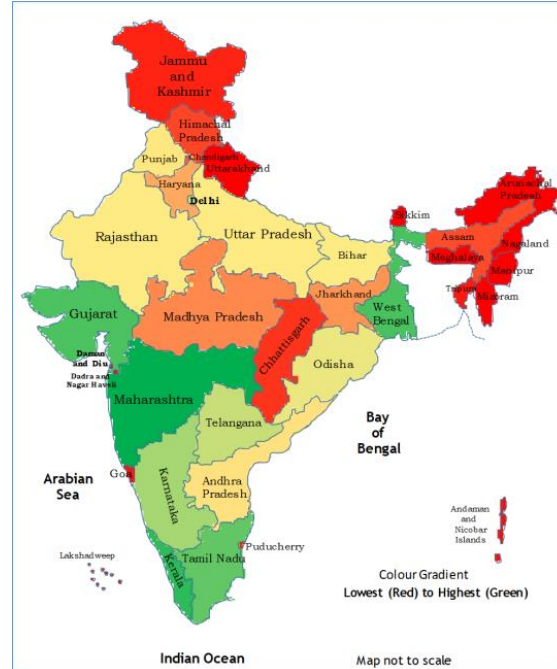 Jammu
and
Kashmir
Himachal
Pradesh
Punjab
Chandigarh
Uttarakhand
Haryana
Delhi
Rajasthan
Uttar Pradesh
Bihar
Sikkim
Arunachal
Pradesh
Assam
Nagaland
Meghalaya
Manipur
Tripura
Mizoram
Gujarat
Madhya Pradesh
Jharkhand
West
Bengal
Chhattisgarh
Daman
and Diu
Dadra and
Nagar Haveli
Odisha
Maharashtra
Telangana
Bay
of
Bengal
Arabian
Sea
Goa
Karnataka
Andhra
Pradesh
Andaman
and
Nicobar
Islands
Lakshadweep
Kerala
Tamil Nadu
Puducherry
Colour Gradient
Lowest (Red) to Highest (Green)
Indian Ocean
Map not to scale